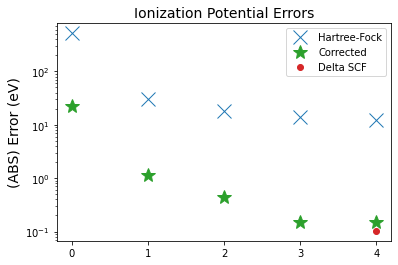 Ionization Potential Errors
Hartree-Fock
Corrected
Delta SCF
(ABS) Error (eV)
10²
10¹
10⁰
10⁻¹
0 1 2 3 4